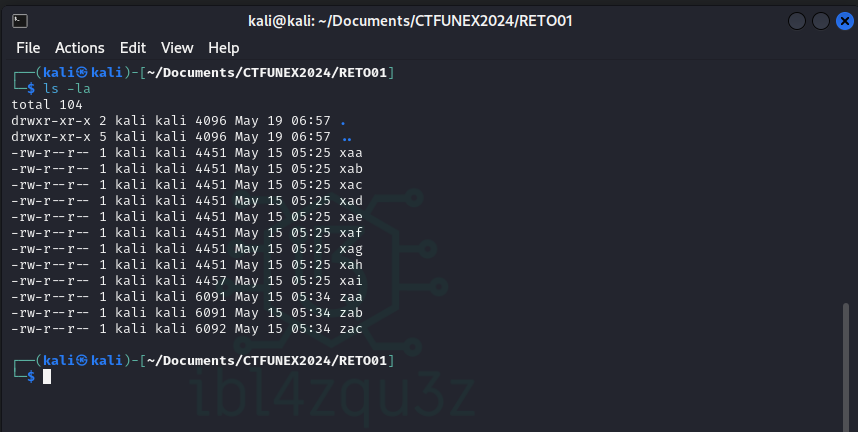 kali@kali: ~/Documents/CTFUNEX2024/RETO01
File Actions Edit View Help
┌──(kali㉿kali)-[~/Documents/CTFUNEX2024/RETO01]
└─$ ls -la
total 104
drwxr-xr-x 2 kali kali 4096 May 19 06:57 .
drwxr-xr-x 5 kali kali 4096 May 19 06:57 ..
-rw-r--r-- 1 kali kali 4451 May 15 05:25 xaa
-rw-r--r-- 1 kali kali 4451 May 15 05:25 xab
-rw-r--r-- 1 kali kali 4451 May 15 05:25 xac
-rw-r--r-- 1 kali kali 4451 May 15 05:25 xad
-rw-r--r-- 1 kali kali 4451 May 15 05:25 xae
-rw-r--r-- 1 kali kali 4451 May 15 05:25 xaf
-rw-r--r-- 1 kali kali 4451 May 15 05:25 xag
-rw-r--r-- 1 kali kali 4451 May 15 05:25 xah
-rw-r--r-- 1 kali kali 4457 May 15 05:25 xai
-rw-r--r-- 1 kali kali 6091 May 15 05:34 zaa
-rw-r--r-- 1 kali kali 6091 May 15 05:34 zab
-rw-r--r-- 1 kali kali 6092 May 15 05:34 zac
┌──(kali㉿kali)-[~/Documents/CTFUNEX2024/RETO01]
└─$
ibl4zqu3z